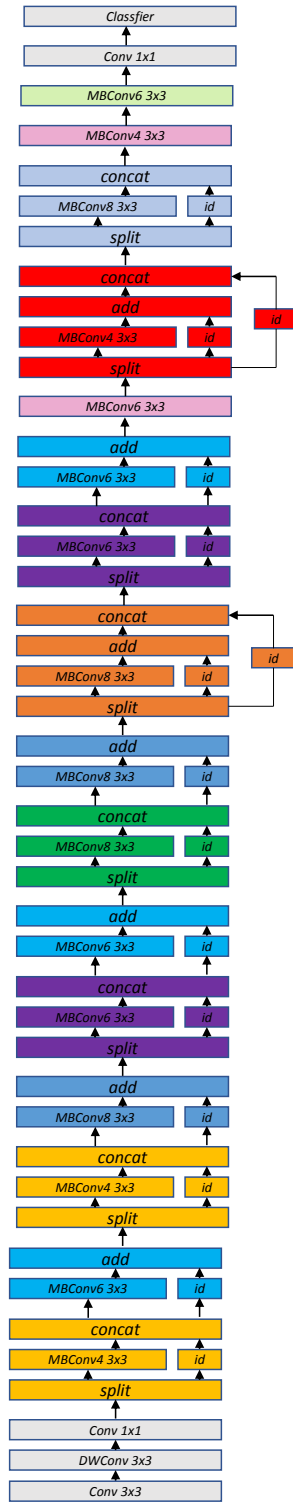 Classfier
Conv 1x1
MBConv6 3x3
MBConv4 3x3
concat
MBConv8 3x3 id
split
concat
add
id
MBConv4 3x3 id
split
MBConv6 3x3
add
MBConv6 3x3 id
concat
MBConv6 3x3 id
split
concat
add
id
MBConv8 3x3 id
split
add
MBConv8 3x3 id
concat
MBConv8 3x3 id
split
add
MBConv6 3x3 id
concat
MBConv6 3x3 id
split
add
MBConv8 3x3 id
concat
MBConv4 3x3 id
split
add
MBConv6 3x3 id
concat
MBConv4 3x3 id
split
Conv 1x1
DWConv 3x3
Conv 3x3